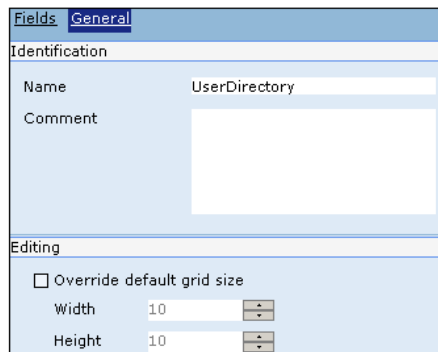 Fields General
Identification
Name UserDirectory
Comment
Editing
Override default grid size
Width 10
Height 10